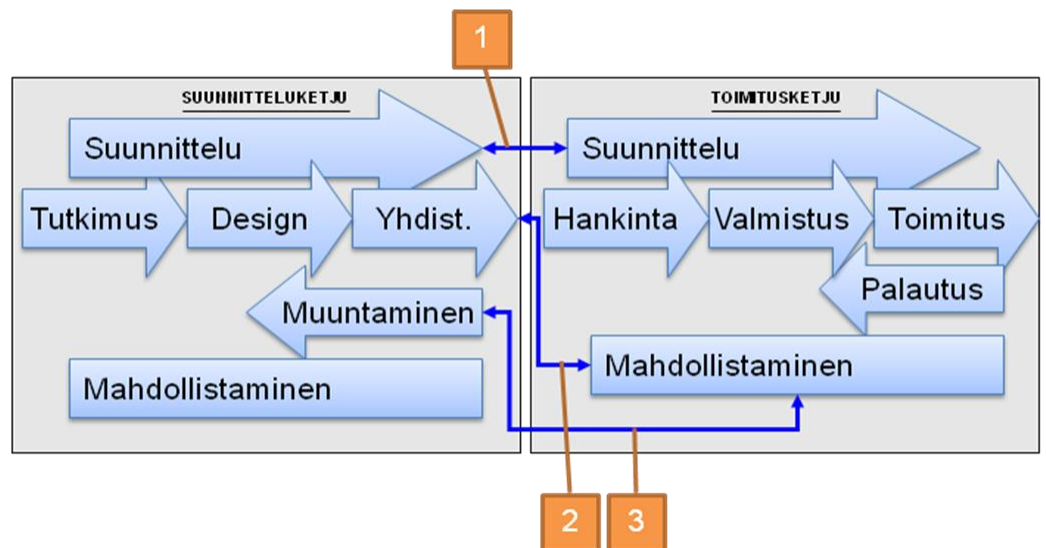 1
SUUNNITTELUKETJU
Suunnittelu
Tutkimus
Design
Yhdist.
Muuntaminen
Mahdollistaminen
TOIMITUSKETJU
Suunnittelu
Hankinta
Valmistus
Toimitus
Palautus
Mahdollistaminen
2
3